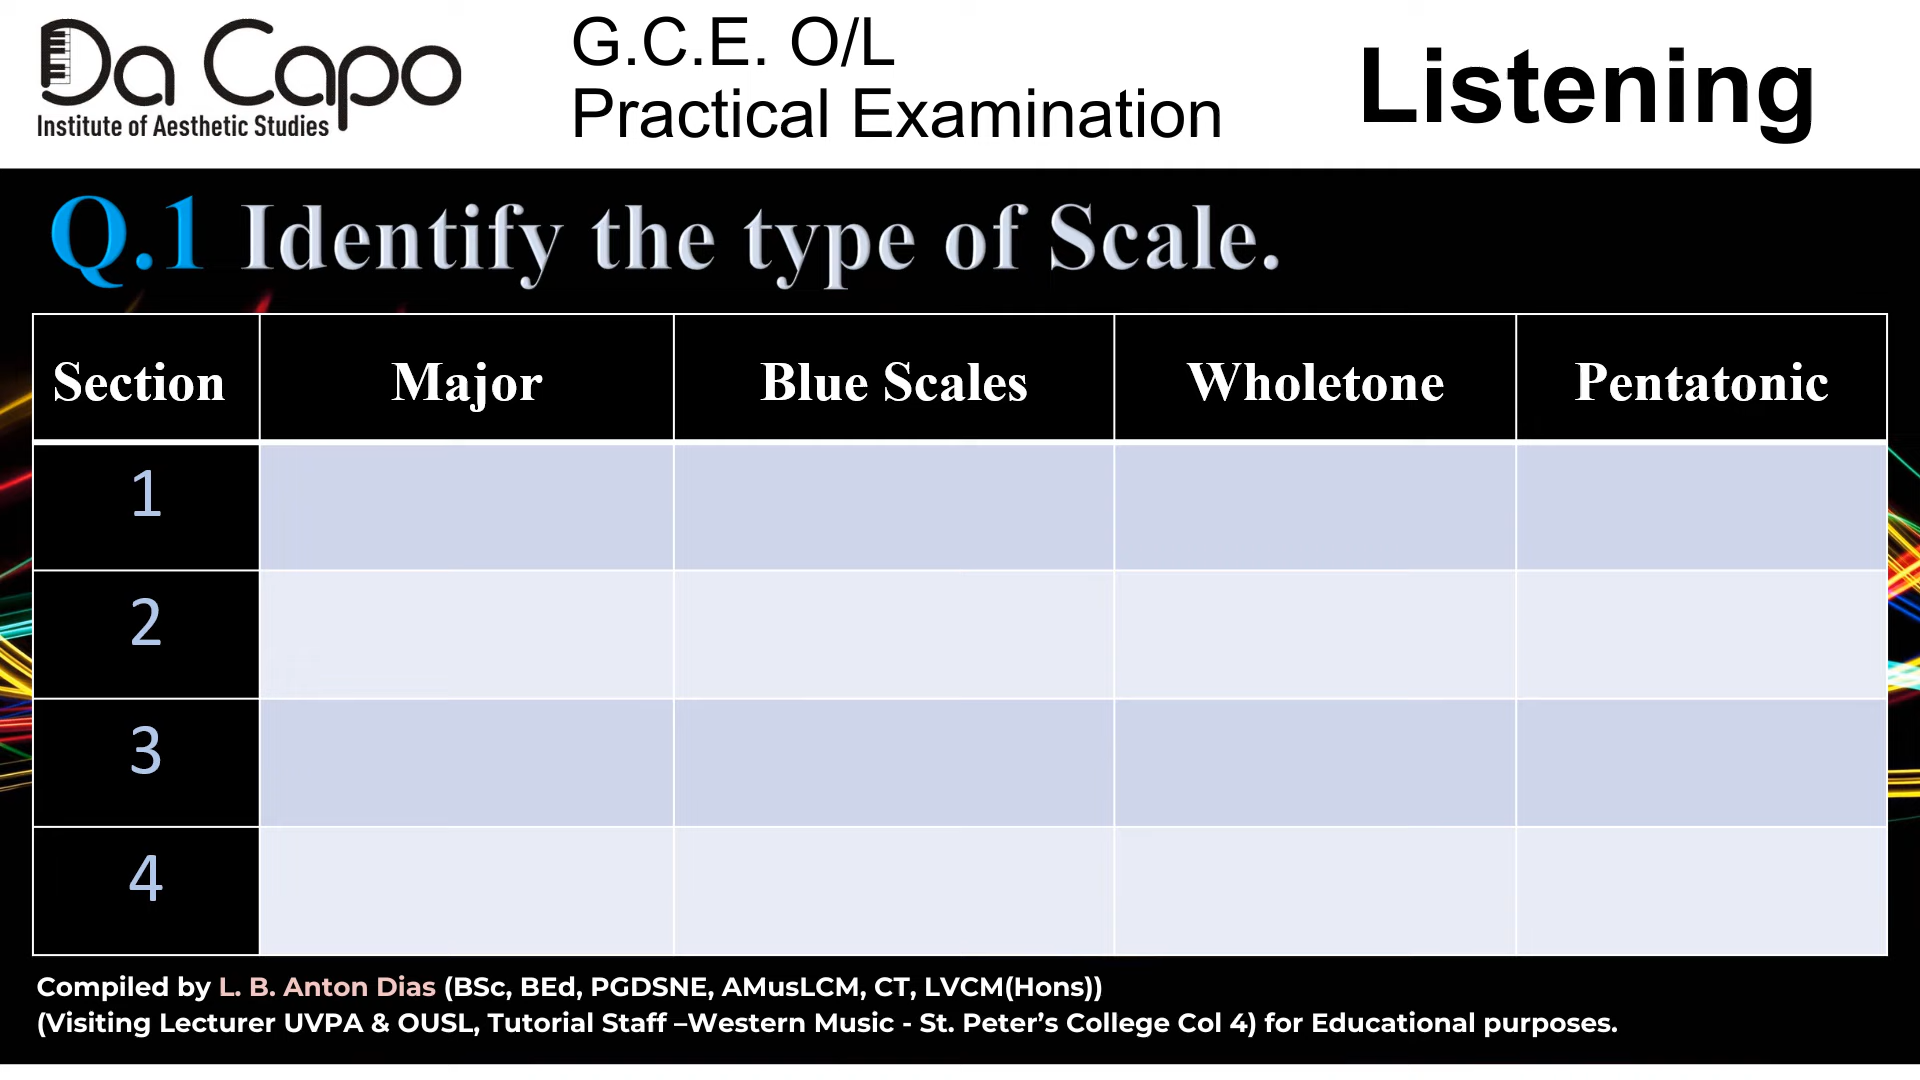 Da Capo
Institute of Aesthetic Studies
G.C.E. O/L
Practical Examination
Listening
Q.1 Identify the type of Scale.
Section Major Blue Scales Wholetone Pentatonic
1
2
3
4
Compiled by L. B. Anton Dias (BSc, BEd, PGDSNE, AMusLCM, CT, LVCM(Hons))
(Visiting Lecturer UVPA & OUSL, Tutorial Staff –Western Music - St. Peter’s College Col 4) for Educational purposes.